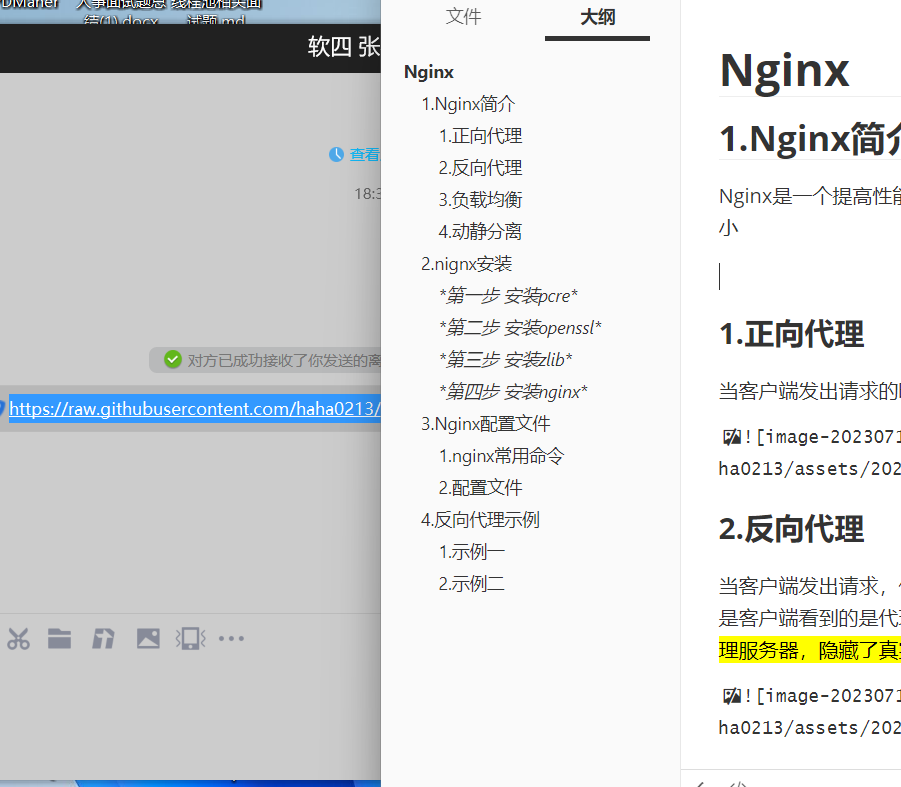 DManer 人事面试题总 线程池相关面
结(1).docx 试题.md
软四 张
查看
18:3
对方已成功接收了你发送的离
https://raw.githubusercontent.com/haha0213/
文件 大纲
Nginx
1.Nginx简介
1.正向代理
2.反向代理
3.负载均衡
4.动静分离
2.nignx安装
*第一步 安装pcre*
*第二步 安装openssl*
*第三步 安装zlib*
*第四步 安装nginx*
3.Nginx配置文件
1.nginx常用命令
2.配置文件
4.反向代理示例
1.示例一
2.示例二
Nginx
1.Nginx简介
Nginx是一个提高性能
小
1.正向代理
当客户端发出请求的
![image-2023071
ha0213/assets/202
2.反向代理
当客户端发出请求，
是客户端看到的是代理
理服务器，隐藏了真实
![image-2023071
ha0213/assets/202